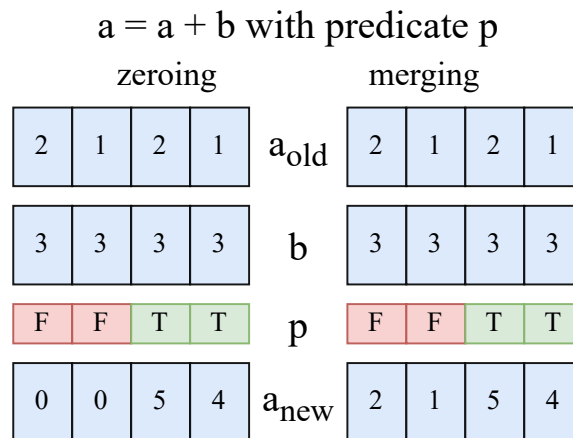 a = a + b with predicate p
zeroing merging
2 1 2 1 a_old 2 1 2 1
3 3 3 3 b 3 3 3 3
F F T T p F F T T
0 0 5 4 a_new 2 1 5 4